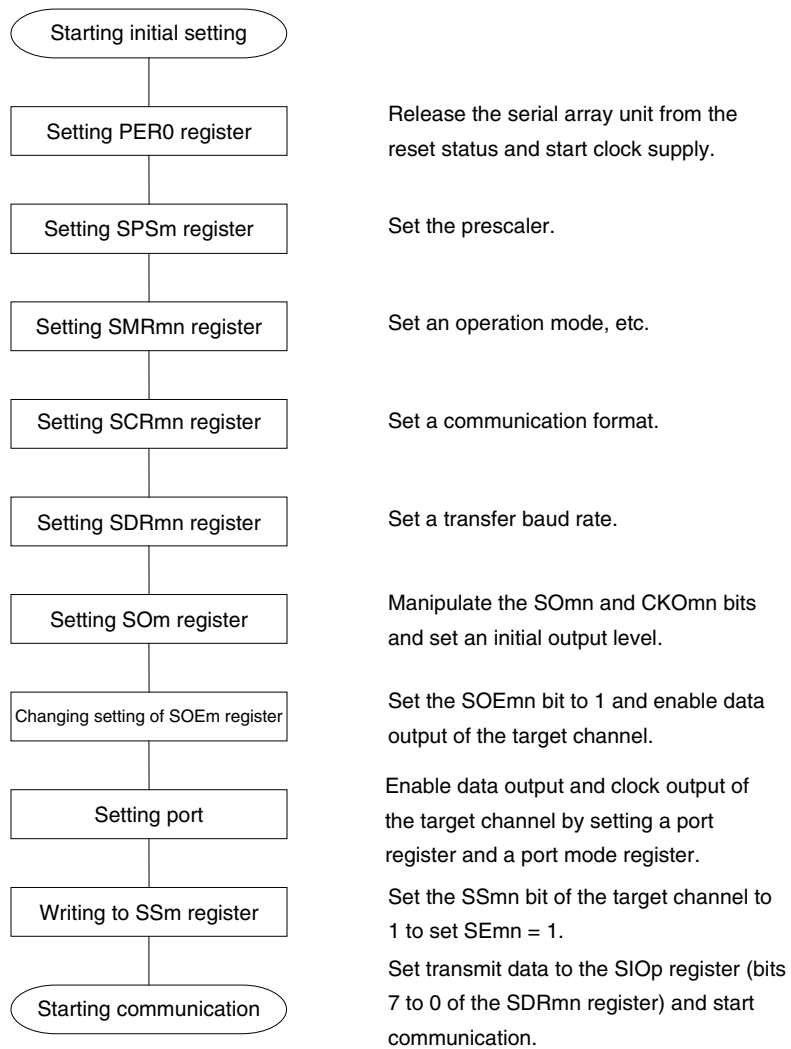 Starting initial setting
Setting PER0 register
Release the serial array unit from the
reset status and start clock supply.
Setting SPSm register
Set the prescaler.
Setting SMRmn register
Set an operation mode, etc.
Setting SCRmn register
Set a communication format.
Setting SDRmn register
Set a transfer baud rate.
Setting SOm register
Manipulate the SOmn and CKOmn bits
and set an initial output level.
Changing setting of SOEm register
Set the SOEmn bit to 1 and enable data
output of the target channel.
Setting port
Enable data output and clock output of
the target channel by setting a port
register and a port mode register.
Writing to SSm register
Set the SSmn bit of the target channel to
1 to set SEmn = 1.
Starting communication
Set transmit data to the SIOp register (bits
7 to 0 of the SDRmn register) and start
communication.